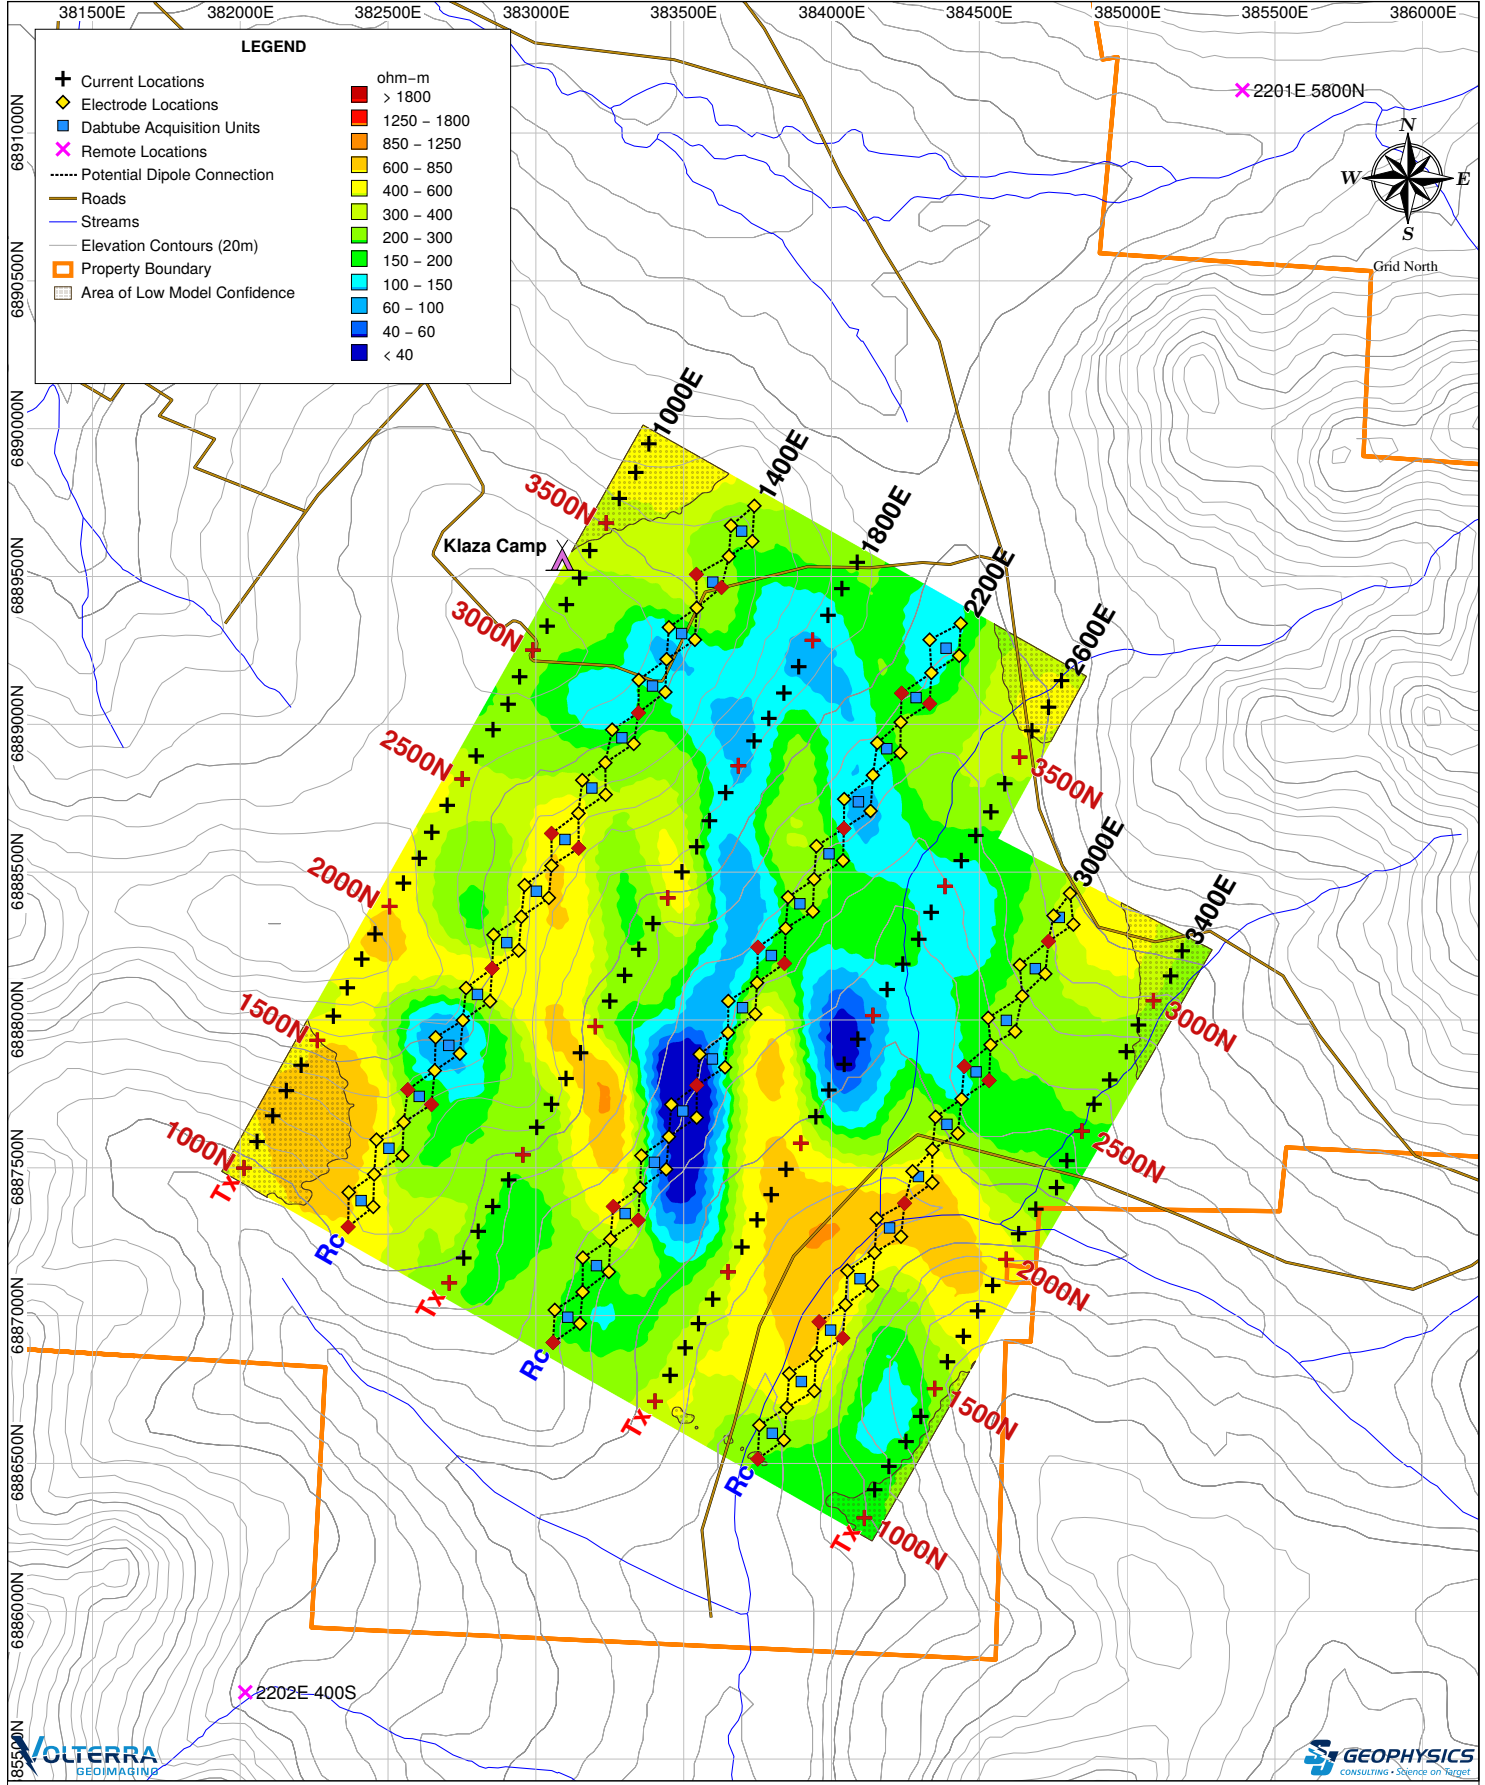 381500E 382000E 382500E 383000E 383500E 384000E 384500E 385000E 385500E 386000E
LEGEND
Current Locations
Electrode Locations
Dabtube Acquisition Units
Remote Locations
Potential Dipole Connection
Roads
Streams
Elevation Contours (20m)
Property Boundary
Area of Low Model Confidence
ohm-m
> 1800
1250 - 1800
850 - 1250
600 - 850
400 - 600
300 - 400
200 - 300
150 - 200
100 - 150
60 - 100
40 - 60
< 40
2201E 5800N
N
W E
S
Grid North
6891000N
6890500N
6890000N
6889500N
6889000N
6888500N
6888000N
6887500N
6887000N
6886500N
6886000N
1000E
1400E
1800E
2200E
2600E
3000E
3400E
3500N
Klaza Camp
3000N
2500N
2000N
1500N
1000N
Tx
Rc
Tx
Rc
Tx
Rc
Tx
3500N
3000N
2500N
2000N
1500N
1000N
2202E 400S
VOLTERRA
GEOIMAGING
SJ GEOPHYSICS
CONSULTING • Science on Target